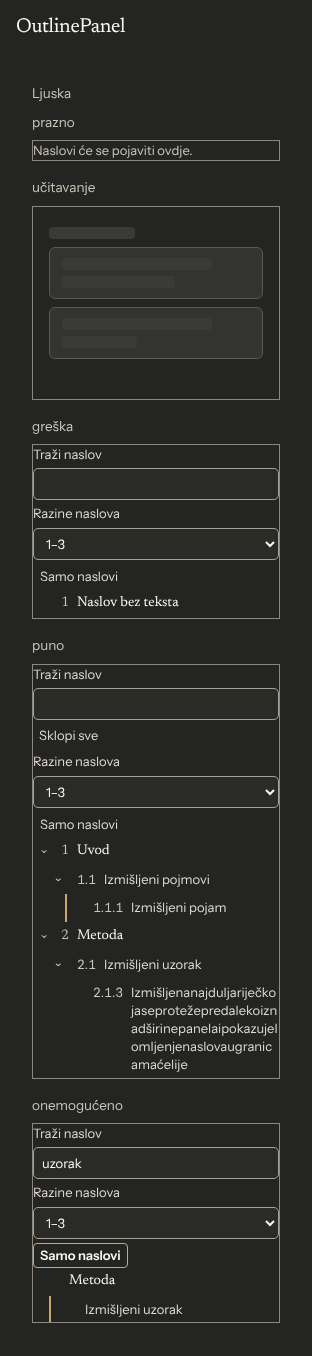 OutlinePanel
Ljuska
prazno
Naslovi će se pojaviti ovdje.
učitavanje
greška
Traži naslov
Razine naslova
1–3
Samo naslovi
1 Naslov bez teksta
puno
Traži naslov
Sklopi sve
Razine naslova
1–3
Samo naslovi
1 Uvod
1.1 Izmišljeni pojmovi
1.1.1 Izmišljeni pojam
2 Metoda
2.1 Izmišljeni uzorak
2.1.3 Izmišljenanajduljariječko
jaseprotežepredalekoizn
adširinepanelaipokazujel
omljenjenaslovaugranic
amaćelije
onemogućeno
Traži naslov
uzorak
Razine naslova
1–3
Samo naslovi
Metoda
Izmišljeni uzorak